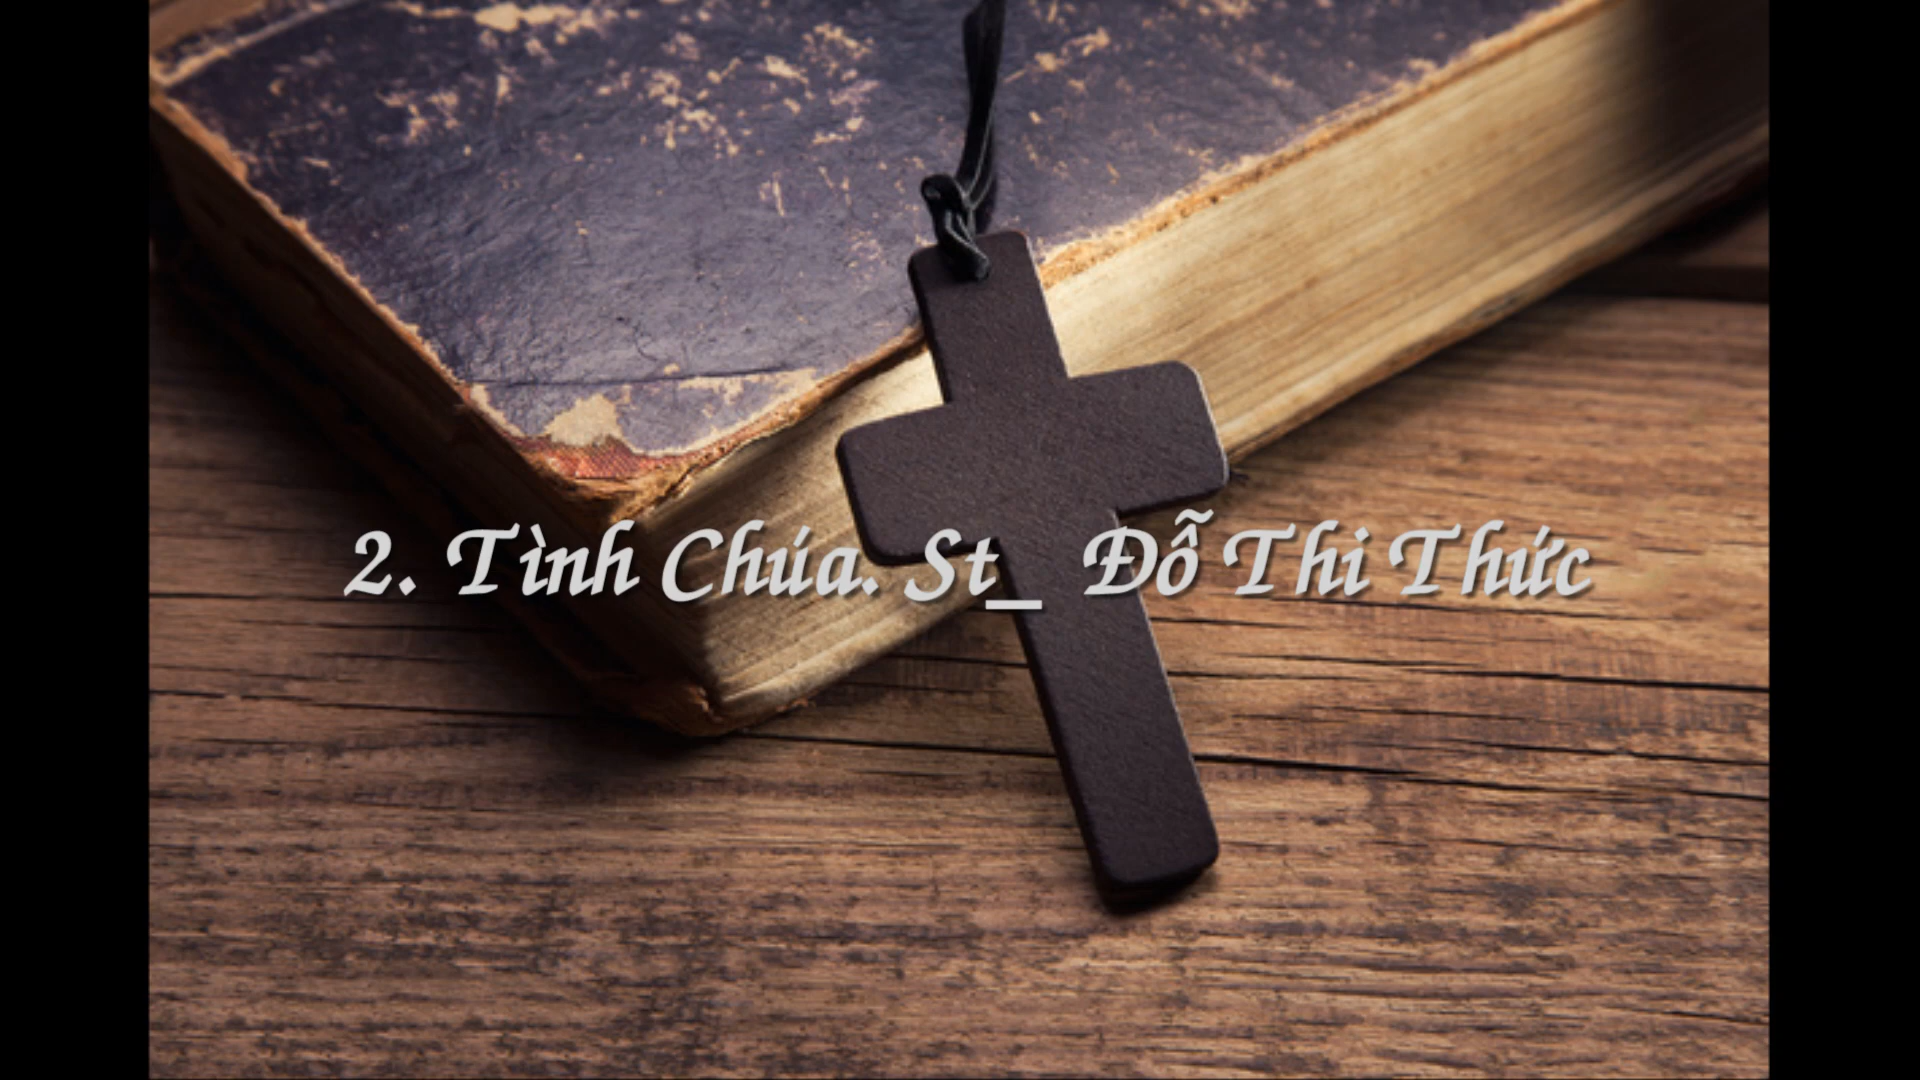 2. Tình Chúa. St_ Đỗ Thi Thức